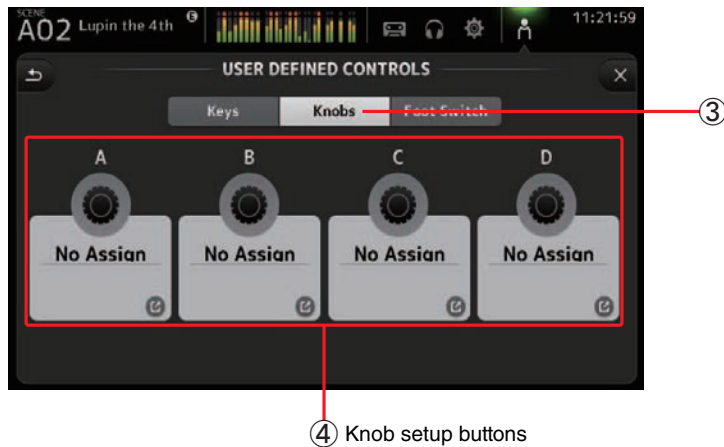 SCENE
A02 Lupin the 4th E
11:21:59
USER DEFINED CONTROLS
Keys Knobs Foot Switch
③
A B C D
No Assign No Assign No Assign No Assign
④ Knob setup buttons